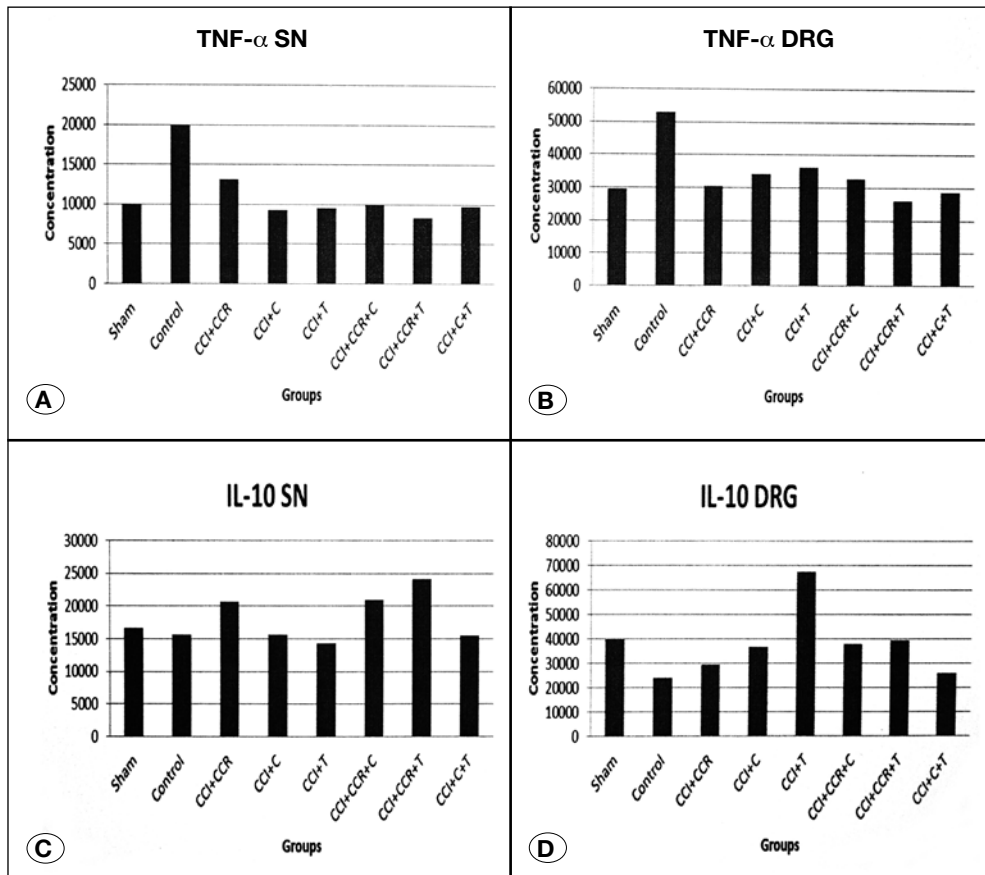 TNF-α SN
25000
20000
15000
10000
5000
0
Concentration
Sham
Control
CCI+CCR
CCI+C
CCI+T
CCI+CCR+C
CCI+CCR+T
CCI+C+T
Groups
A
TNF-α DRG
60000
50000
40000
30000
20000
10000
0
Concentration
Sham
Control
CCI+CCR
CCI+C
CCI+T
CCI+CCR+C
CCI+CCR+T
CCI+C+T
Groups
B
IL-10 SN
30000
25000
20000
15000
10000
5000
0
Concentration
Sham
Control
CCI+CCR
CCI+C
CCI+T
CCI+CCR+C
CCI+CCR+T
CCI+C+T
Groups
C
IL-10 DRG
80000
70000
60000
50000
40000
30000
20000
10000
0
Concentration
Sham
Control
CCI+CCR
CCI+C
CCI+T
CCI+CCR+C
CCI+CCR+T
CCI+C+T
Groups
D